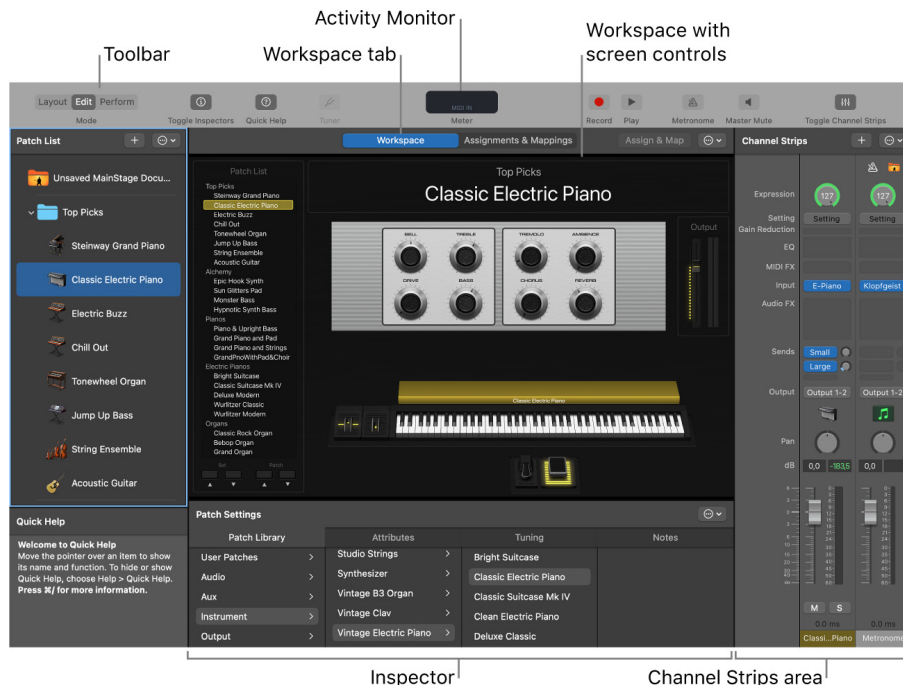 Activity Monitor
Toolbar
Workspace tab
Workspace with
screen controls
Layout Edit Perform
Mode
Toggle Inspectors
Quick Help
Tuner
MIDI IN
Meter
Record
Play
Metronome
Master Mute
Toggle Channel Strips
Patch List
Workspace
Assignments & Mappings
Assign & Map
Channel Strips
Unsaved MainStage Docu...
Top Picks
Steinway Grand Piano
Classic Electric Piano
Electric Buzz
Chill Out
Tonewheel Organ
Jump Up Bass
String Ensemble
Acoustic Guitar
Quick Help
Welcome to Quick Help
Move the pointer over an item to show
its name and function. To hide or show
Quick Help, choose Help > Quick Help.
Press ⌘/ for more information.
Patch List
Top Picks
Steinway Grand Piano
Classic Electric Piano
Electric Buzz
Chill Out
Tonewheel Organ
Jump Up Bass
String Ensemble
Acoustic Guitar
Alchemy
Epic Hook Synth
Sun Glitters Pad
Monster Bass
Hypnotic Synth Bass
Pianos
Piano & Upright Bass
Grand Piano and Pad
Grand Piano and Strings
GrandPnoWithPad&Choir
Electric Pianos
Bright Suitcase
Classic Suitcase Mk IV
Deluxe Modern
Wurlitzer Classic
Wurlitzer Modern
Organs
Classic Rock Organ
Bebop Organ
Grand Organ
Set
Patch
Top Picks
Classic Electric Piano
BELL TREBLE TREMOLO AMBIENCE
DRIVE BASS CHORUS REVERB
Output
Classic Electric Piano
Patch Settings
Patch Library
Attributes
Tuning
Notes
User Patches
Audio
Aux
Instrument
Output
Studio Strings
Synthesizer
Vintage B3 Organ
Vintage Clav
Vintage Electric Piano
Bright Suitcase
Classic Electric Piano
Classic Suitcase Mk IV
Clean Electric Piano
Deluxe Classic
Expression 127 127
Setting Setting Setting
Gain Reduction
EQ
MIDI FX
Input E-Piano Klopfgeist
Audio FX
Sends Small
Large
Output Output 1-2 Output 1-2
Pan
dB 0,0 -183,5 0,0
M S
0.0 ms 0.0 ms
Classi...Piano Metronome
Inspector
Channel Strips area